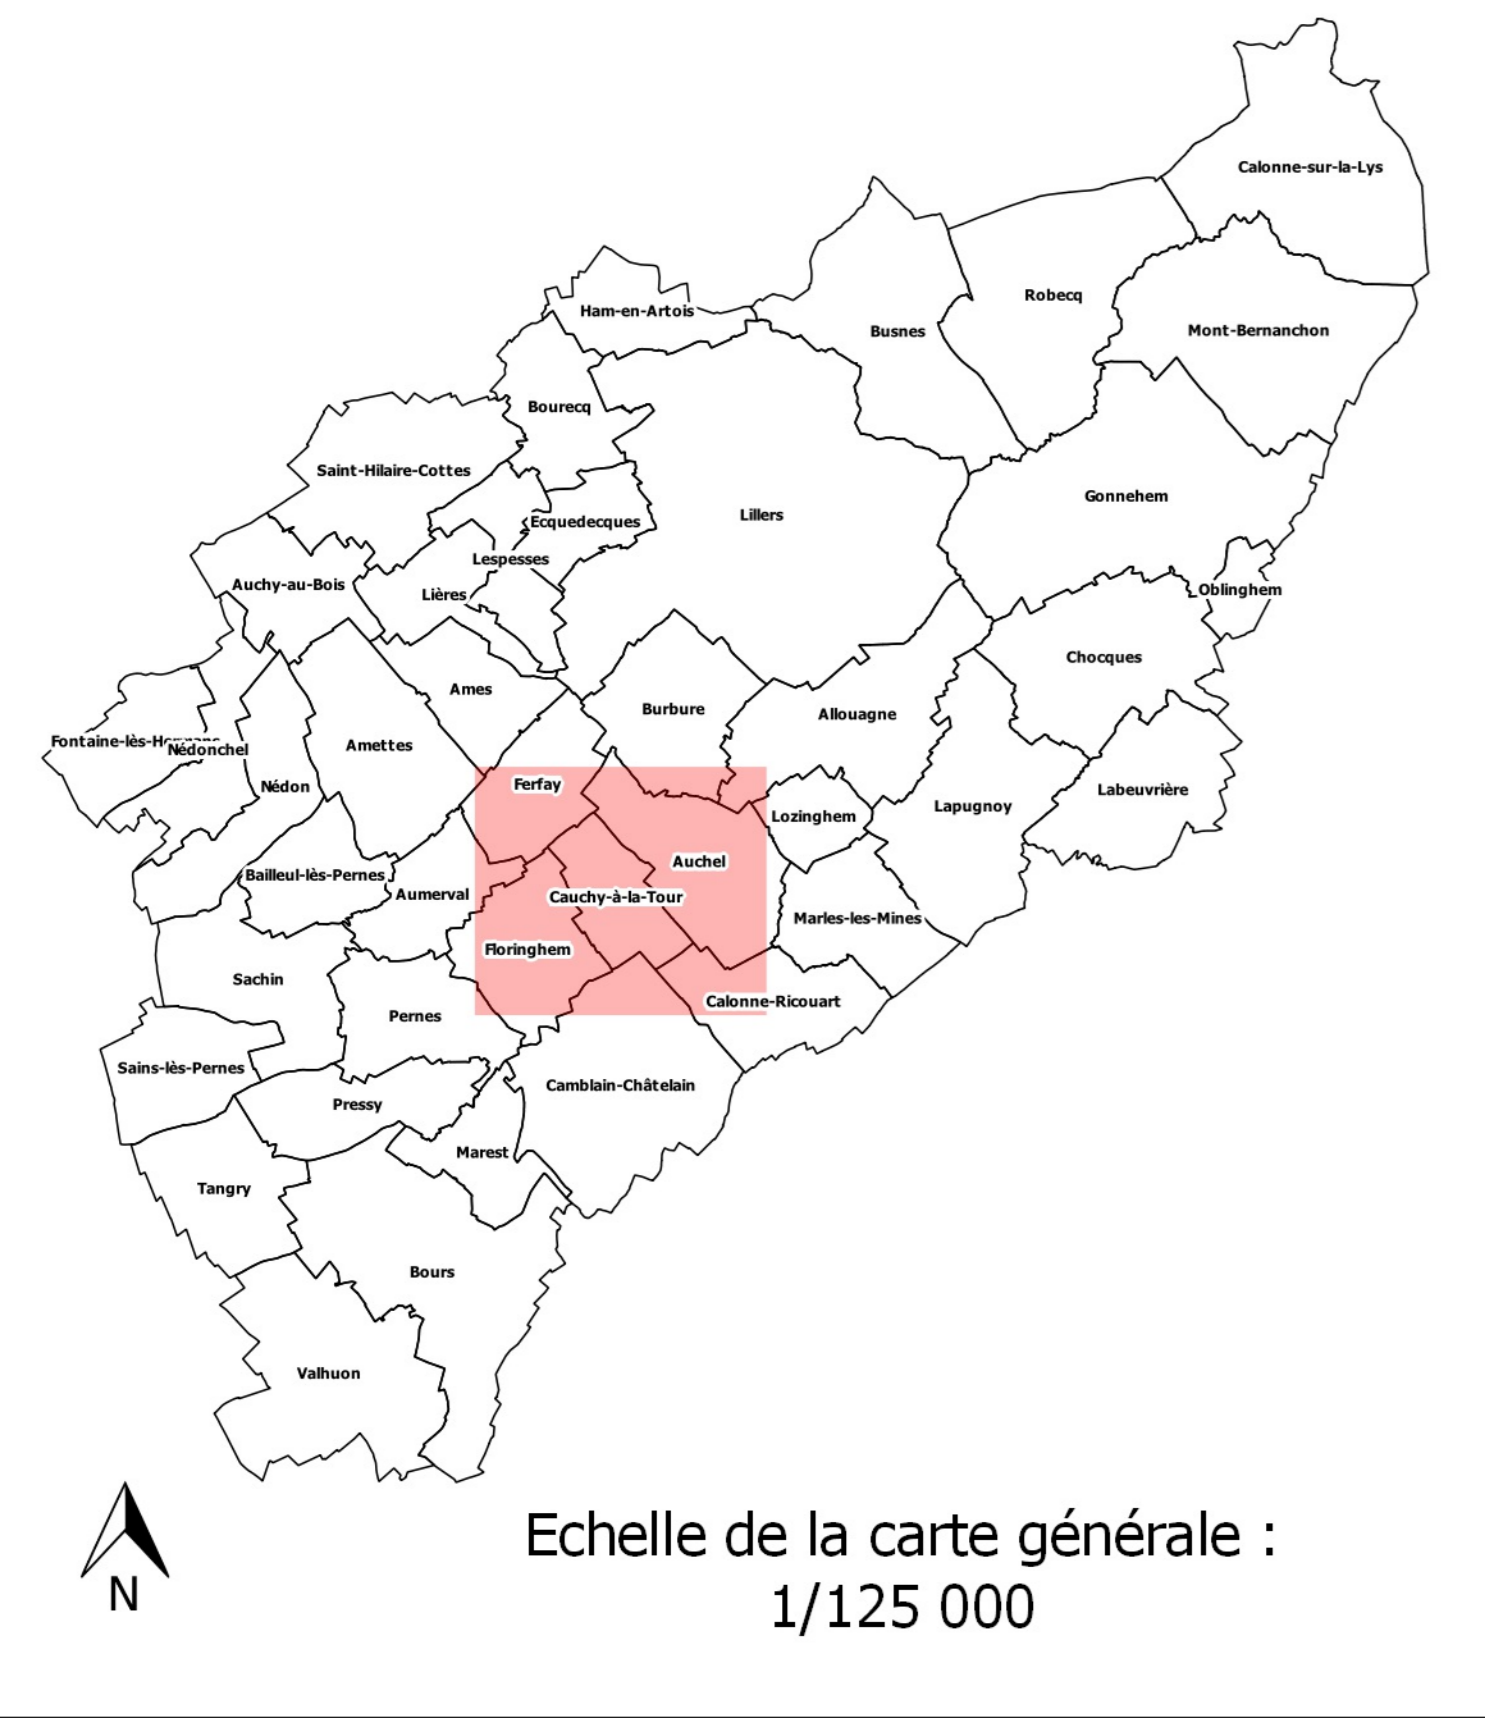 Calonne-sur-la-Lys
Robecq
Ham-en-Artois
Busnes
Mont-Bernanchon
Bourecq
Saint-Hilaire-Cottes
Gonnehem
Lillers
Ecquedecques
Lespesses
Auchy-au-Bois
Lières
Oblinghem
Chocques
Ames
Burbure
Allouagne
Fontaine-lès-Hermans
Nédonchel
Amettes
Nédon
Ferfay
Labeuvrière
Lapugnoy
Lozinghem
Auchel
Bailleul-lès-Pernes
Aumerval
Cauchy-à-la-Tour
Marles-les-Mines
Floringhem
Sachin
Calonne-Ricouart
Pernes
Sains-lès-Pernes
Camblain-Châtelain
Pressy
Marest
Tangry
Bours
Valhuon
N
Echelle de la carte générale :
1/125 000